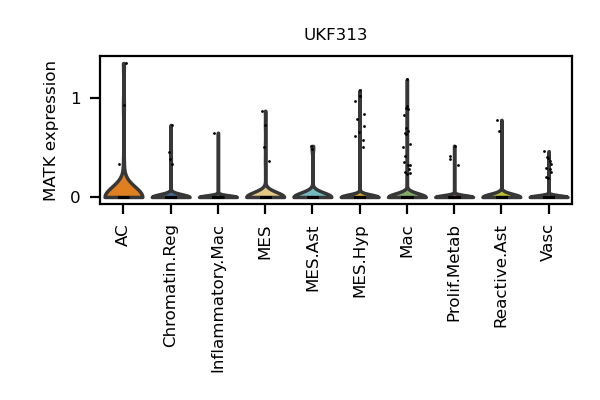 UKF313
MATK expression
1
0
AC
Chromatin.Reg
Inflammatory.Mac
MES
MES.Ast
MES.Hyp
Mac
Prolif.Metab
Reactive.Ast
Vasc